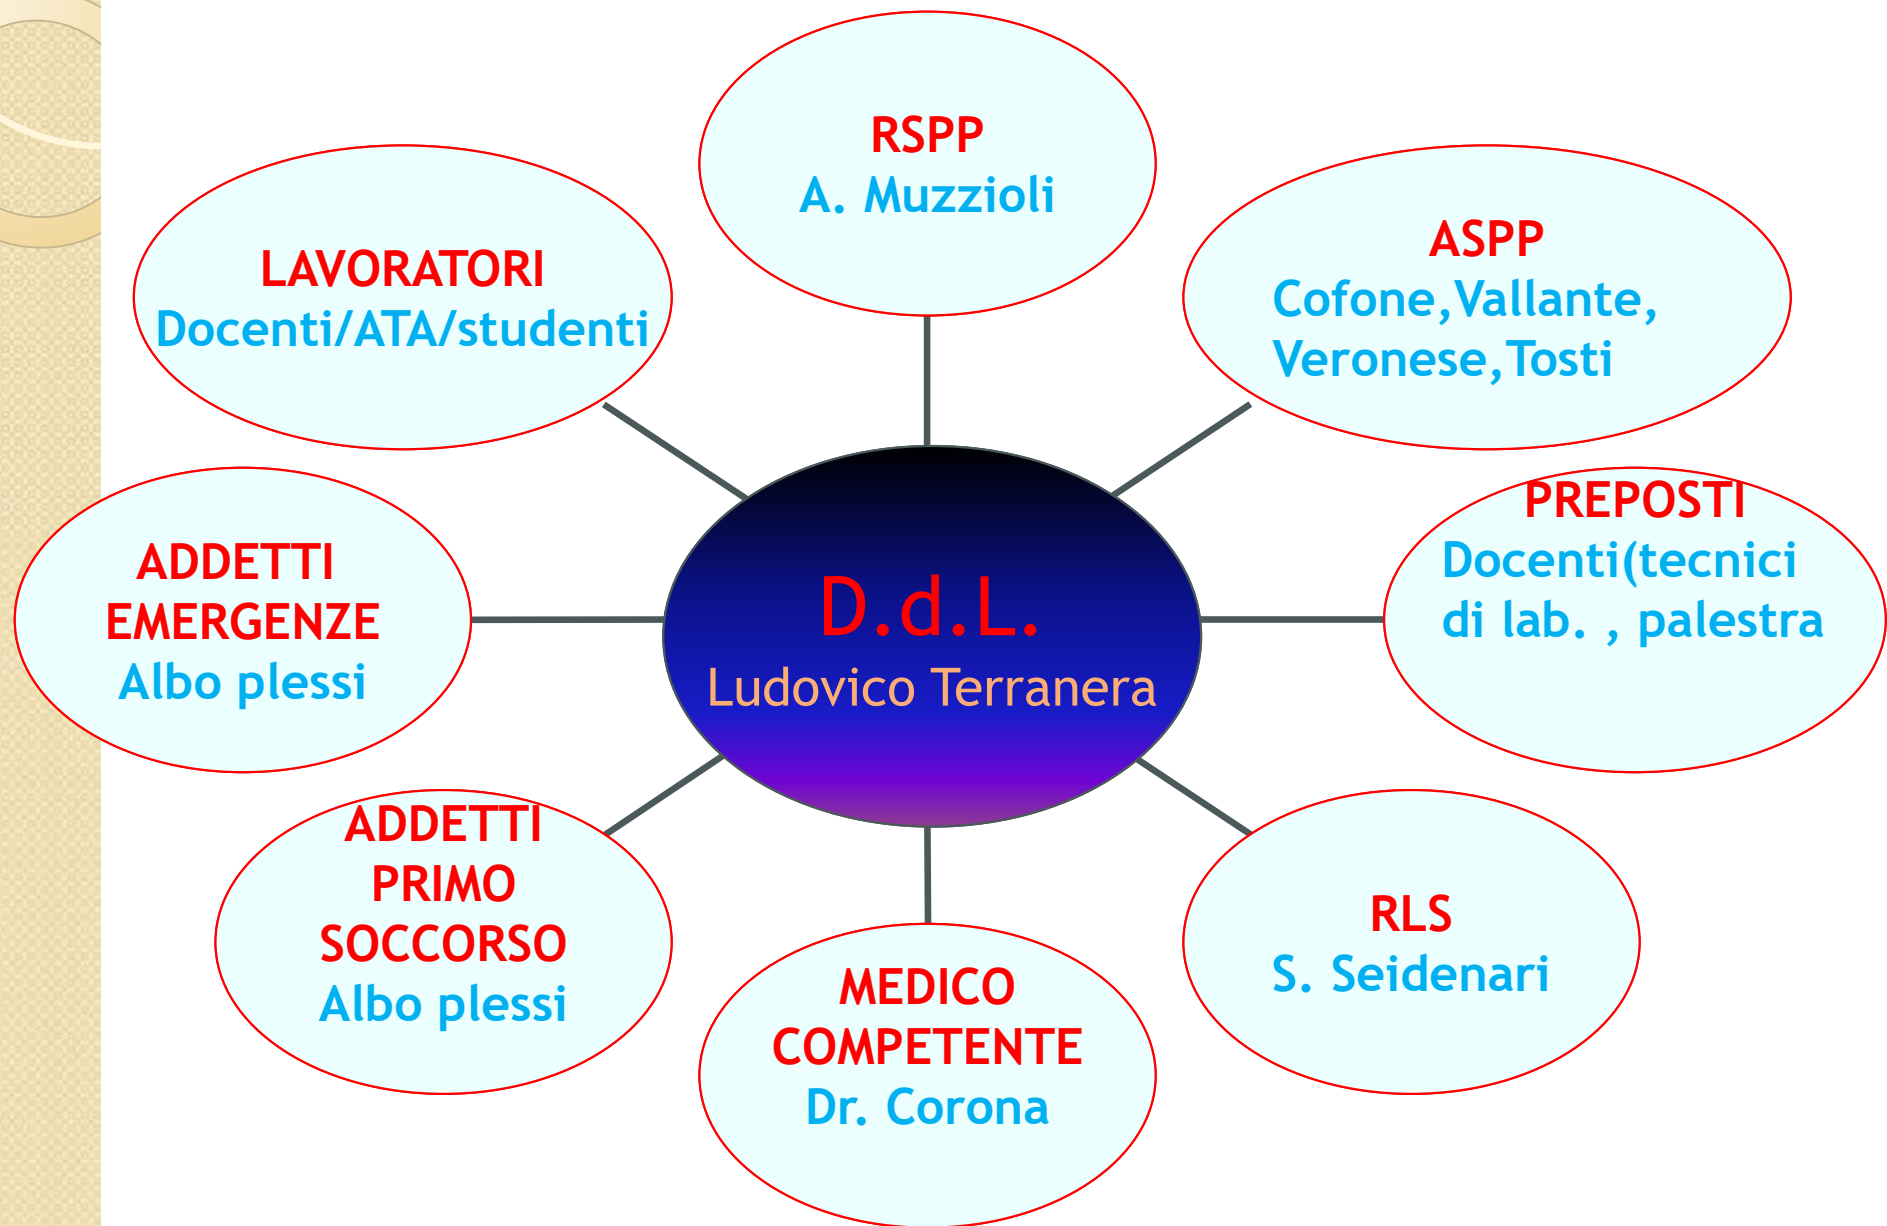 RSPP
A. Muzzioli
LAVORATORI
Docenti/ATA/studenti
ASPP
Cofone,Vallante,
Veronese,Tosti
ADDETTI
EMERGENZE
Albo plessi
D.d.L.
Ludovico Terranera
PREPOSTI
Docenti(tecnici
di lab. , palestra
ADDETTI
PRIMO
SOCCORSO
Albo plessi
MEDICO
COMPETENTE
Dr. Corona
RLS
S. Seidenari